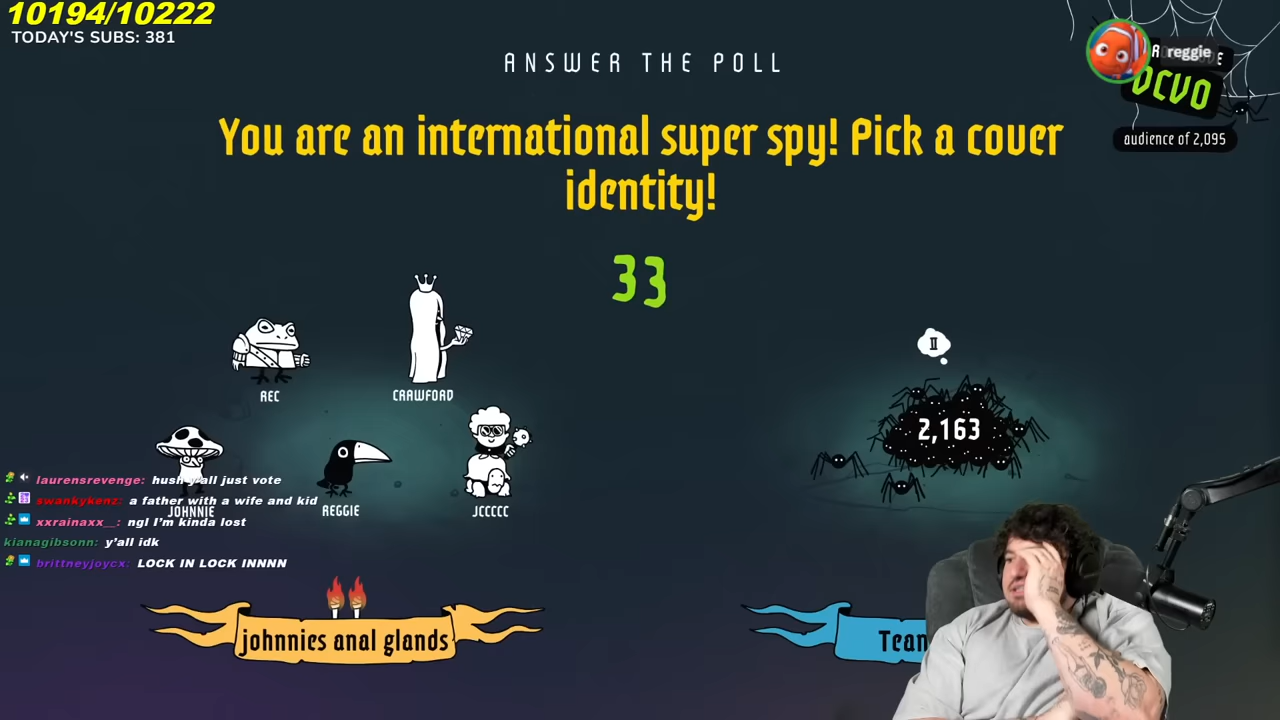 10194/10222
TODAY'S SUBS: 381
ANSWER THE POLL
reggie
OCVO
audience of 2,095
You are an international super spy! Pick a cover
identity!
33
II
2,163
REC
CRAWFORD
JOHNNIE
REGGIE
JCCCCC
laurensrevenge: hush y'all just vote
swankykenz: a father with a wife and kid
xxrainaxx__: ngl I'm kinda lost
kianagibsonn: y'all idk
brittneyjoycx: LOCK IN LOCK INNNN
johnnies anal glands
Team